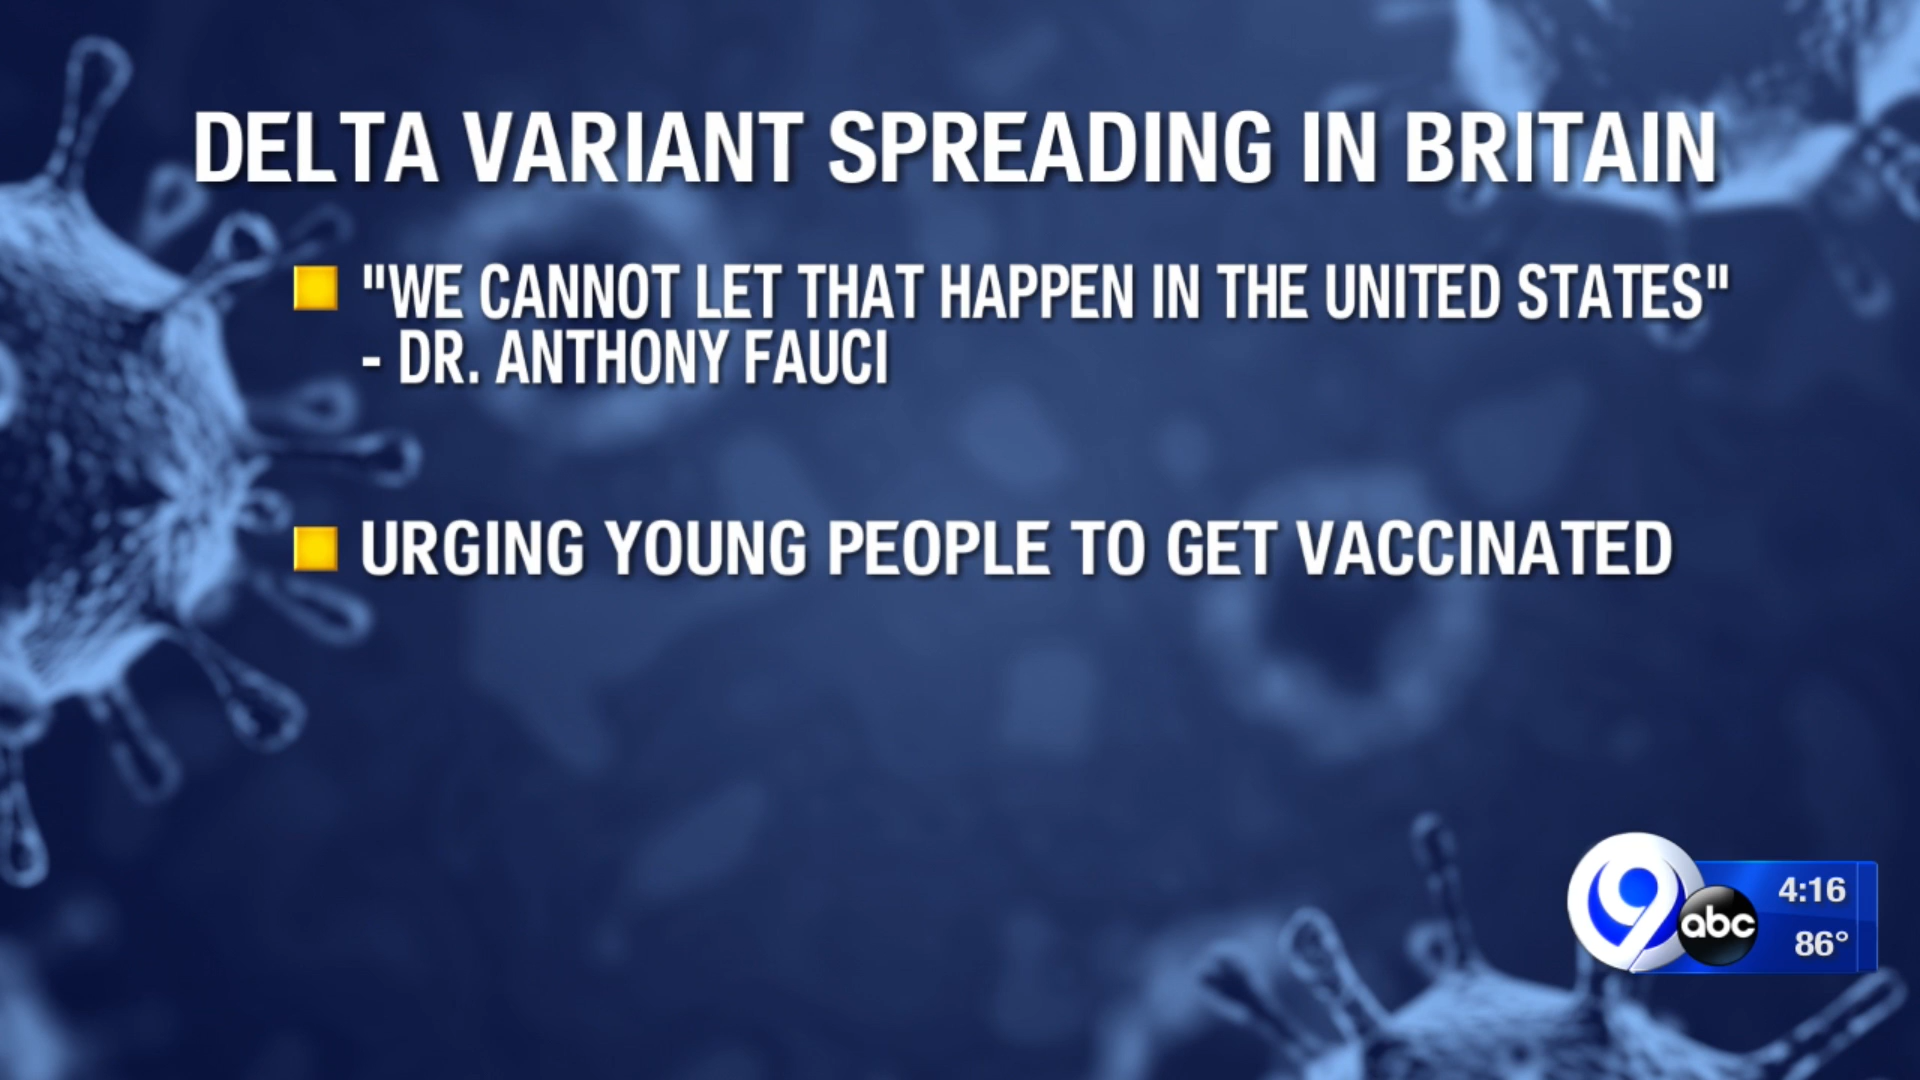 DELTA VARIANT SPREADING IN BRITAIN
"WE CANNOT LET THAT HAPPEN IN THE UNITED STATES"
- DR. ANTHONY FAUCI
URGING YOUNG PEOPLE TO GET VACCINATED
9
abc
4:16
86°